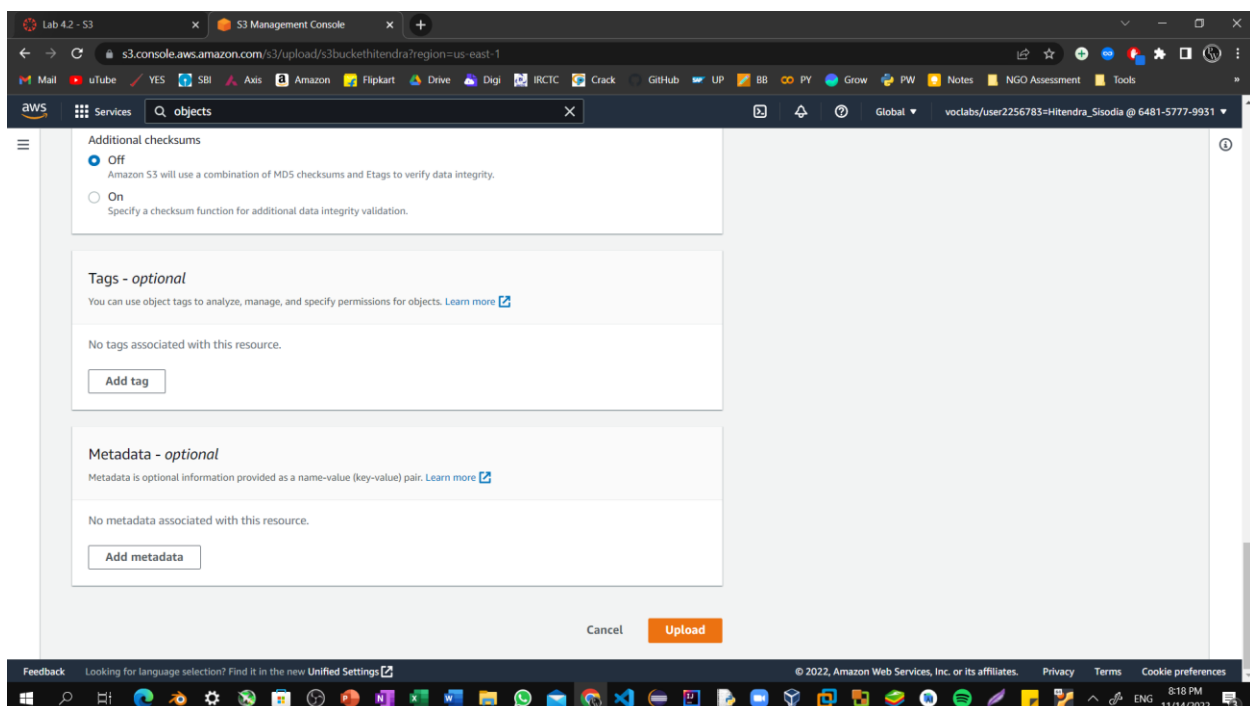 Lab 4.2 - S3
S3 Management Console
s3.console.aws.amazon.com/s3/upload/s3buckethitendra?region=us-east-1
Mail uTube YES SBI Axis Amazon Flipkart Drive Digi IRCTC Crack GitHub UP BB PY Grow PW Notes NGO Assessment Tools »
aws Services objects Global voclabs/user2256783=Hitendra_Sisodia @ 6481-5777-9931
Additional checksums
Off
Amazon S3 will use a combination of MD5 checksums and Etags to verify data integrity.
On
Specify a checksum function for additional data integrity validation.
Tags - optional
You can use object tags to analyze, manage, and specify permissions for objects. Learn more
No tags associated with this resource.
Add tag
Metadata - optional
Metadata is optional information provided as a name-value (key-value) pair. Learn more
No metadata associated with this resource.
Add metadata
Cancel Upload
Feedback Looking for language selection? Find it in the new Unified Settings © 2022, Amazon Web Services, Inc. or its affiliates. Privacy Terms Cookie preferences
ENG 8:18 PM
11/14/2022